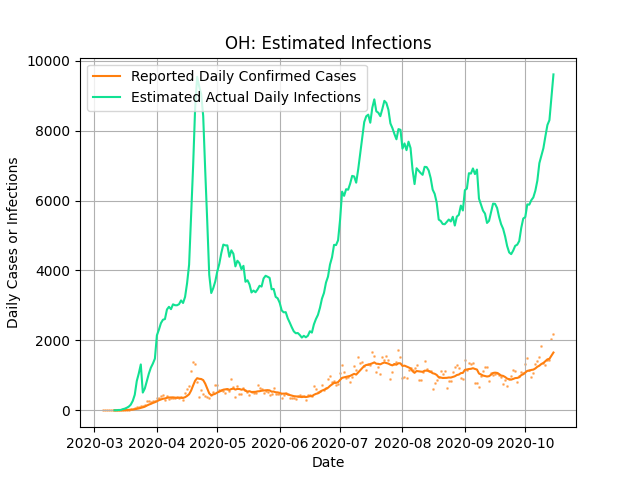 OH: Estimated Infections
Reported Daily Confirmed Cases
Estimated Actual Daily Infections
Daily Cases or Infections
10000
8000
6000
4000
2000
0
2020-03 2020-04 2020-05 2020-06 2020-07 2020-08 2020-09 2020-10
Date